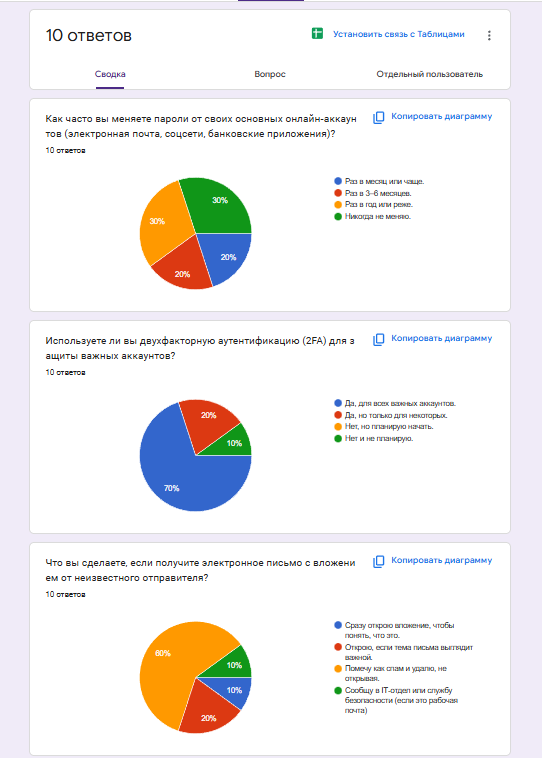 10 ответов
Установить связь с Таблицами
Сводка
Вопрос
Отдельный пользователь
Как часто вы меняете пароли от своих основных онлайн-аккаун
тов (электронная почта, соцсети, банковские приложения)?
Копировать диаграмму
10 ответов
30%
30%
20%
20%
Раз в месяц или чаще.
Раз в 3–6 месяцев.
Раз в год или реже.
Никогда не меняю.
Используете ли вы двухфакторную аутентификацию (2FA) для з
ащиты важных аккаунтов?
Копировать диаграмму
10 ответов
20%
10%
70%
Да, для всех важных аккаунтов.
Да, но только для некоторых.
Нет, но планирую начать.
Нет и не планирую.
Что вы сделаете, если получите электронное письмо с вложени
ем от неизвестного отправителя?
Копировать диаграмму
10 ответов
60%
10%
10%
20%
Сразу открою вложение, чтобы
понять, что это.
Открою, если тема письма выглядит
важной.
Помечу как спам и удалю, не
открывая.
Сообщу в IT-отдел или службу
безопасности (если это рабочая
почта)